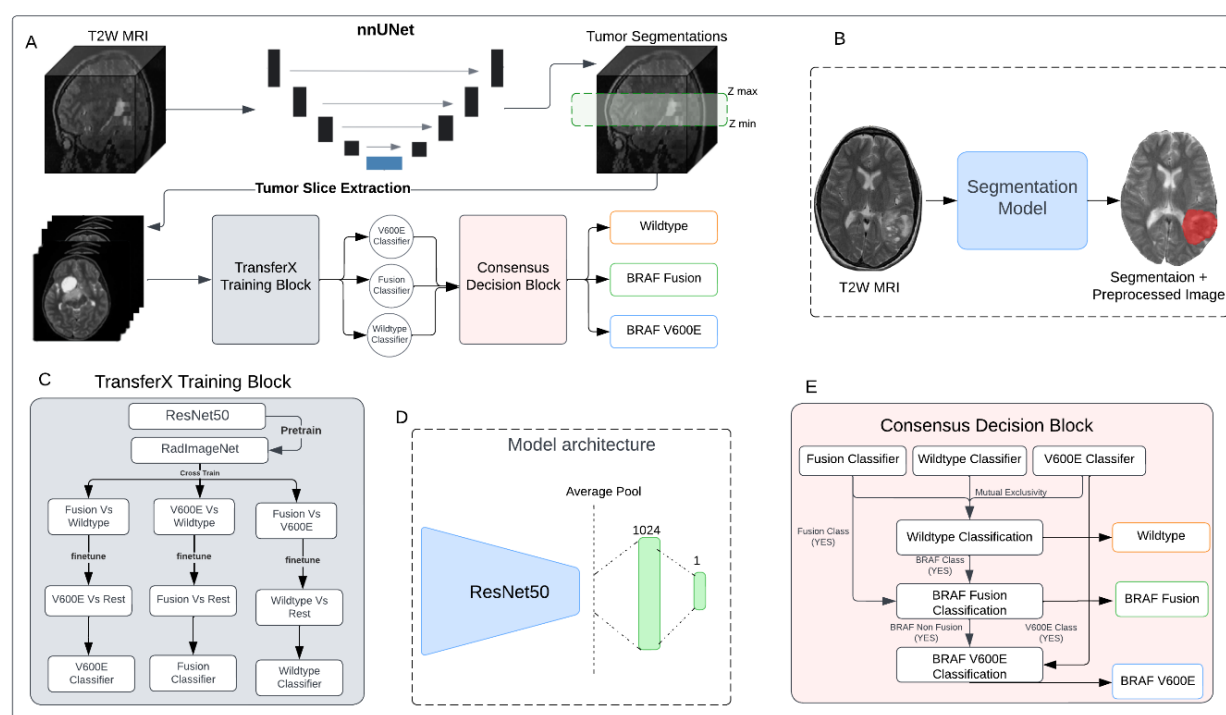 A
T2W MRI
nnUNet
Tumor Segmentations
Z max
Z min
Tumor Slice Extraction
TransferX
Training Block
V600E
Classifier
Fusion
Classifier
Wildtype
Classifier
Consensus
Decision Block
Wildtype
BRAF Fusion
BRAF V600E
B
T2W MRI
Segmentation
Model
Segmentaion +
Preprocessed Image
C
TransferX Training Block
ResNet50
Pretrain
RadImageNet
Cross Train
Fusion Vs
Wildtype
V600E Vs
Wildtype
Fusion Vs
V600E
finetune
finetune
finetune
V600E Vs Rest
Fusion Vs Rest
Wildtype Vs
Rest
V600E
Classifier
Fusion
Classifier
Wildtype
Classifier
D
Model architecture
Average Pool
ResNet50
1024
1
E
Consensus Decision Block
Fusion Classifier
Wildtype Classifier
V600E Classifer
Mutual Exclusivity
Fusion Class
(YES)
Wildtype Classification
Wildtype
BRAF Class
(YES)
BRAF Fusion
Classification
BRAF Fusion
BRAF Non Fusion
(YES)
V600E Class
(YES)
BRAF V600E
Classification
BRAF V600E